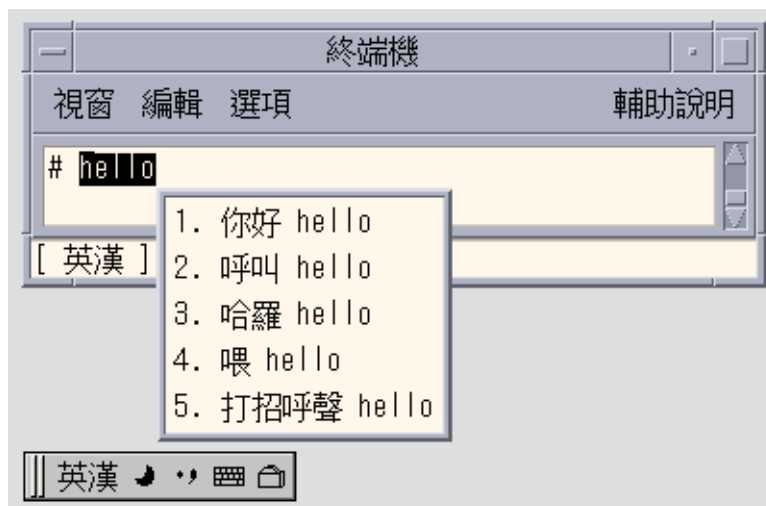 終端機
視窗 編輯 選項 輔助說明
# hello
1. 你好 hello
[ 英漢 ]
2. 呼叫 hello
3. 哈羅 hello
4. 喂 hello
5. 打招呼聲 hello
英漢